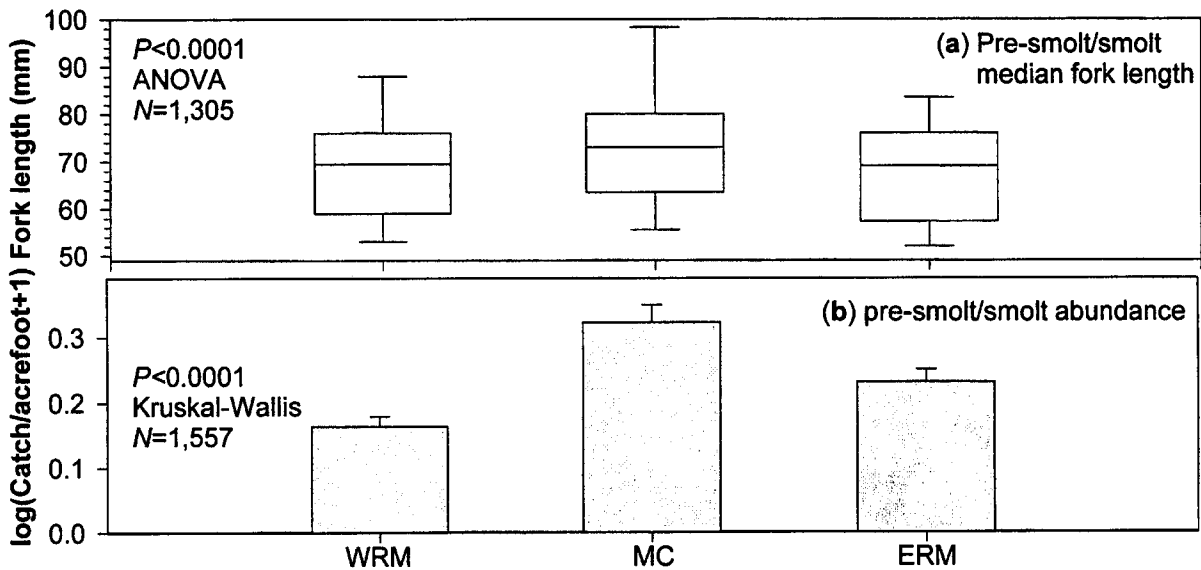 Fork length (mm)
100
90
80
70
60
50
P<0.0001
ANOVA
N=1,305
(a) Pre-smolt/smolt
median fork length
log(Catch/acrefoot+1)
0.3
0.2
0.1
0.0
P<0.0001
Kruskal-Wallis
N=1,557
(b) pre-smolt/smolt abundance
WRM
MC
ERM